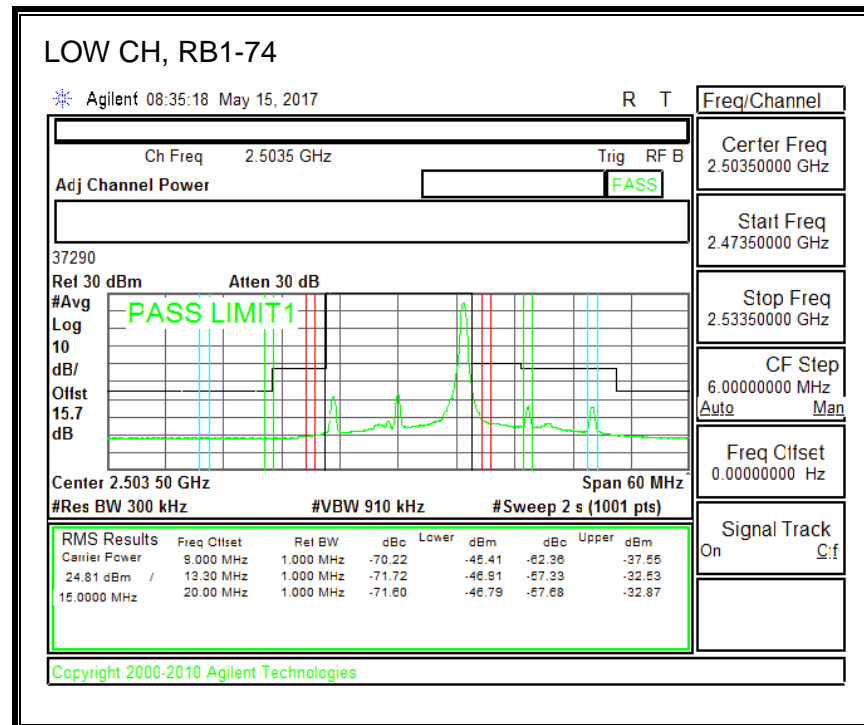 LOW CH, RB1-74
Agilent 08:35:18 May 15, 2017 R T
Freq/Channel
Ch Freq 2.5035 GHz Trig RF B
Adj Channel Power PASS
Center Freq
2.50350000 GHz
Start Freq
2.47350000 GHz
Stop Freq
2.53350000 GHz
CF Step
6.00000000 MHz
Auto Man
Freq Offset
0.00000000 Hz
Signal Track
On Off
37290
Ref 30 dBm Atten 30 dB
#Avg
Log
10
dB/
Offst
15.7
dB
PASS LIMIT1
Center 2.503 50 GHz Span 60 MHz
#Res BW 300 kHz #VBW 910 kHz #Sweep 2 s (1001 pts)
RMS Results Freq Offset Ref BW dBc Lower dBm dBc Upper dBm
Carrier Power 9.000 MHz 1.000 MHz -70.22 -45.41 -62.36 -37.55
24.81 dBm / 13.30 MHz 1.000 MHz -71.72 -46.91 -57.33 -32.53
15.0000 MHz 20.00 MHz 1.000 MHz -71.60 -46.79 -57.68 -32.87
Copyright 2000-2010 Agilent Technologies